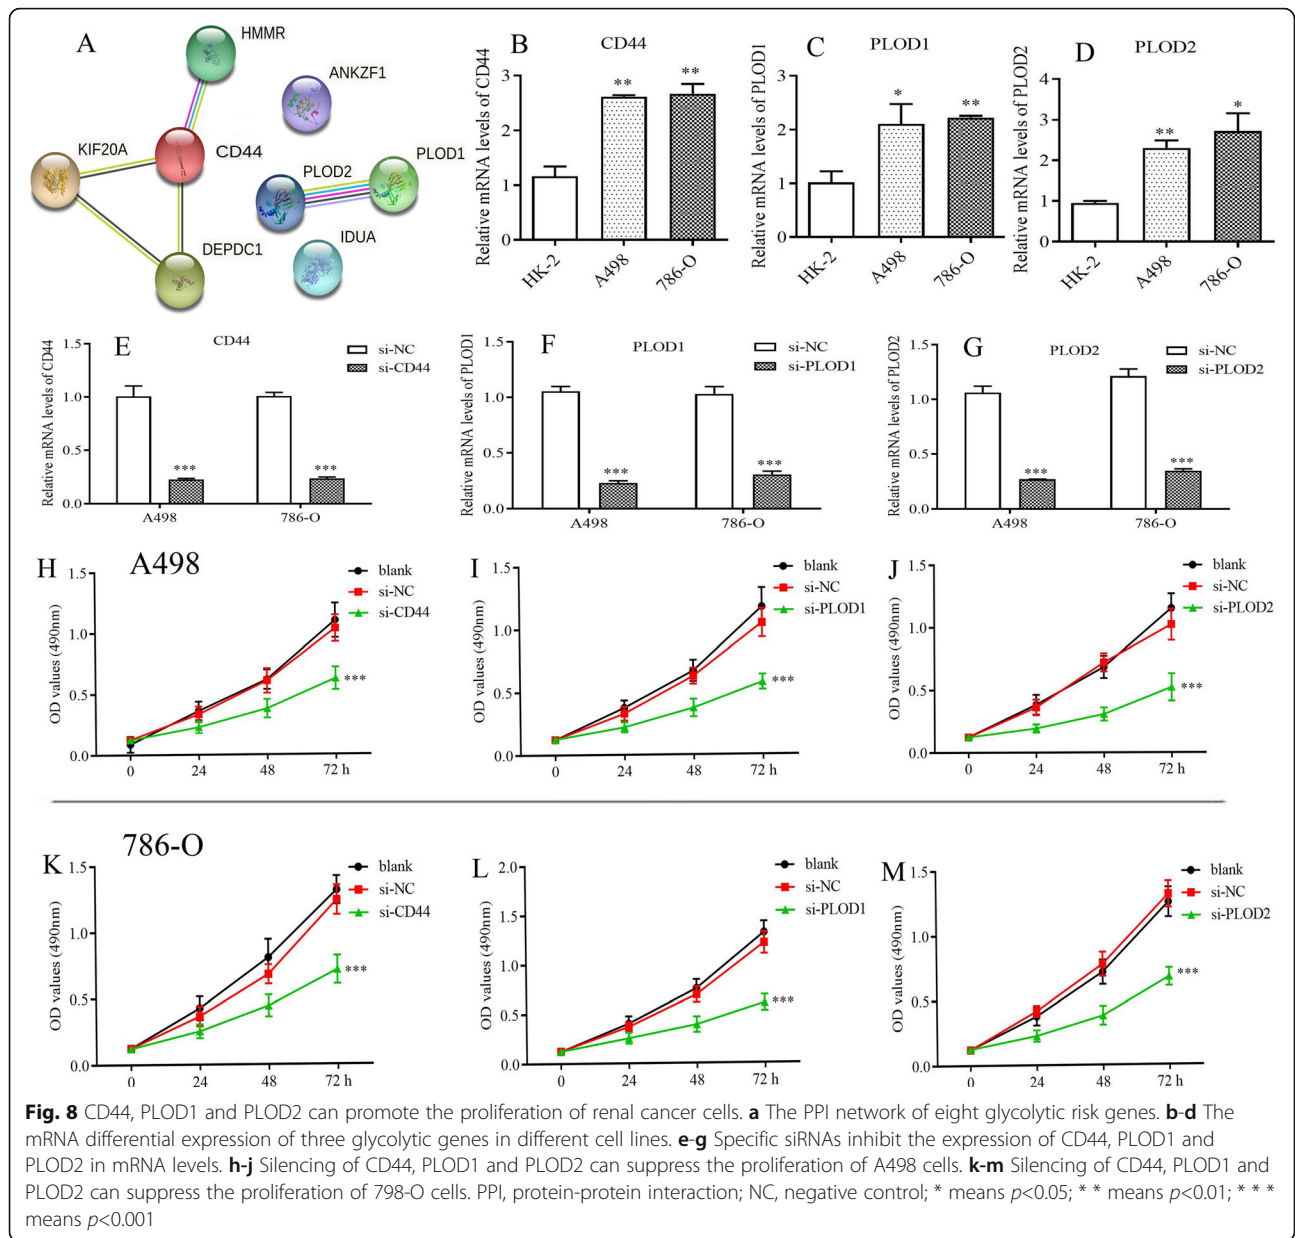 A
HMMR
ANKZF1
KIF20A
CD44
PLOD2
PLOD1
DEPDC1
IDUA
B
CD44
Relative mRNA levels of CD44
3
2
1
0
**
**
HK-2
A498
786-O
C
PLOD1
Relative mRNA levels of PLOD1
3
2
1
0
*
**
HK-2
A498
786-O
D
PLOD2
Relative mRNA levels of PLOD2
4
3
2
1
0
**
*
HK-2
A498
786-O
E
CD44
si-NC
si-CD44
Relative mRNA levels of CD44
1.5
1.0
0.5
0.0
***
***
A498
786-O
F
PLOD1
si-NC
si-PLOD1
Relative mRNA levels of PLOD1
1.5
1.0
0.5
0.0
***
***
A498
786-O
G
PLOD2
si-NC
si-PLOD2
Relative mRNA levels of PLOD2
1.5
1.0
0.5
0.0
***
***
A498
786-O
H
A498
blank
si-NC
si-CD44
OD values (490nm)
1.5
1.0
0.5
0.0
***
0
24
48
72 h
I
blank
si-NC
si-PLOD1
OD values (490nm)
1.5
1.0
0.5
0.0
***
0
24
48
72 h
J
blank
si-NC
si-PLOD2
OD values (490nm)
1.5
1.0
0.5
0.0
***
0
24
48
72 h
786-O
K
blank
si-NC
si-CD44
OD values (490nm)
1.5
1.0
0.5
0.0
***
0
24
48
72 h
L
blank
si-NC
si-PLOD1
OD values (490nm)
2.0
1.5
1.0
0.5
0.0
***
0
24
48
72 h
M
blank
si-NC
si-PLOD2
OD values (490nm)
1.5
1.0
0.5
0.0
***
0
24
48
72 h
Fig. 8 CD44, PLOD1 and PLOD2 can promote the proliferation of renal cancer cells. a The PPI network of eight glycolytic risk genes. b-d The
mRNA differential expression of three glycolytic genes in different cell lines. e-g Specific siRNAs inhibit the expression of CD44, PLOD1 and
PLOD2 in mRNA levels. h-j Silencing of CD44, PLOD1 and PLOD2 can suppress the proliferation of A498 cells. k-m Silencing of CD44, PLOD1 and
PLOD2 can suppress the proliferation of 798-O cells. PPI, protein-protein interaction; NC, negative control; * means p<0.05; * * means p<0.01; * * *
means p<0.001